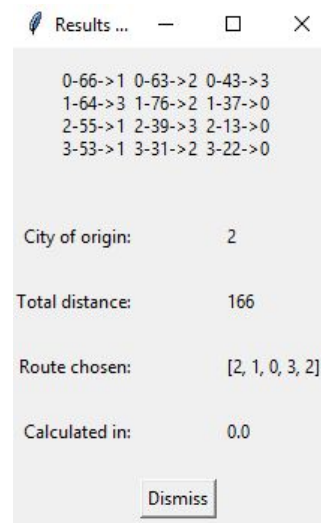 Results ...
0-66->1 0-63->2 0-43->3
1-64->3 1-76->2 1-37->0
2-55->1 2-39->3 2-13->0
3-53->1 3-31->2 3-22->0
City of origin: 2
Total distance: 166
Route chosen: [2, 1, 0, 3, 2]
Calculated in: 0.0
Dismiss